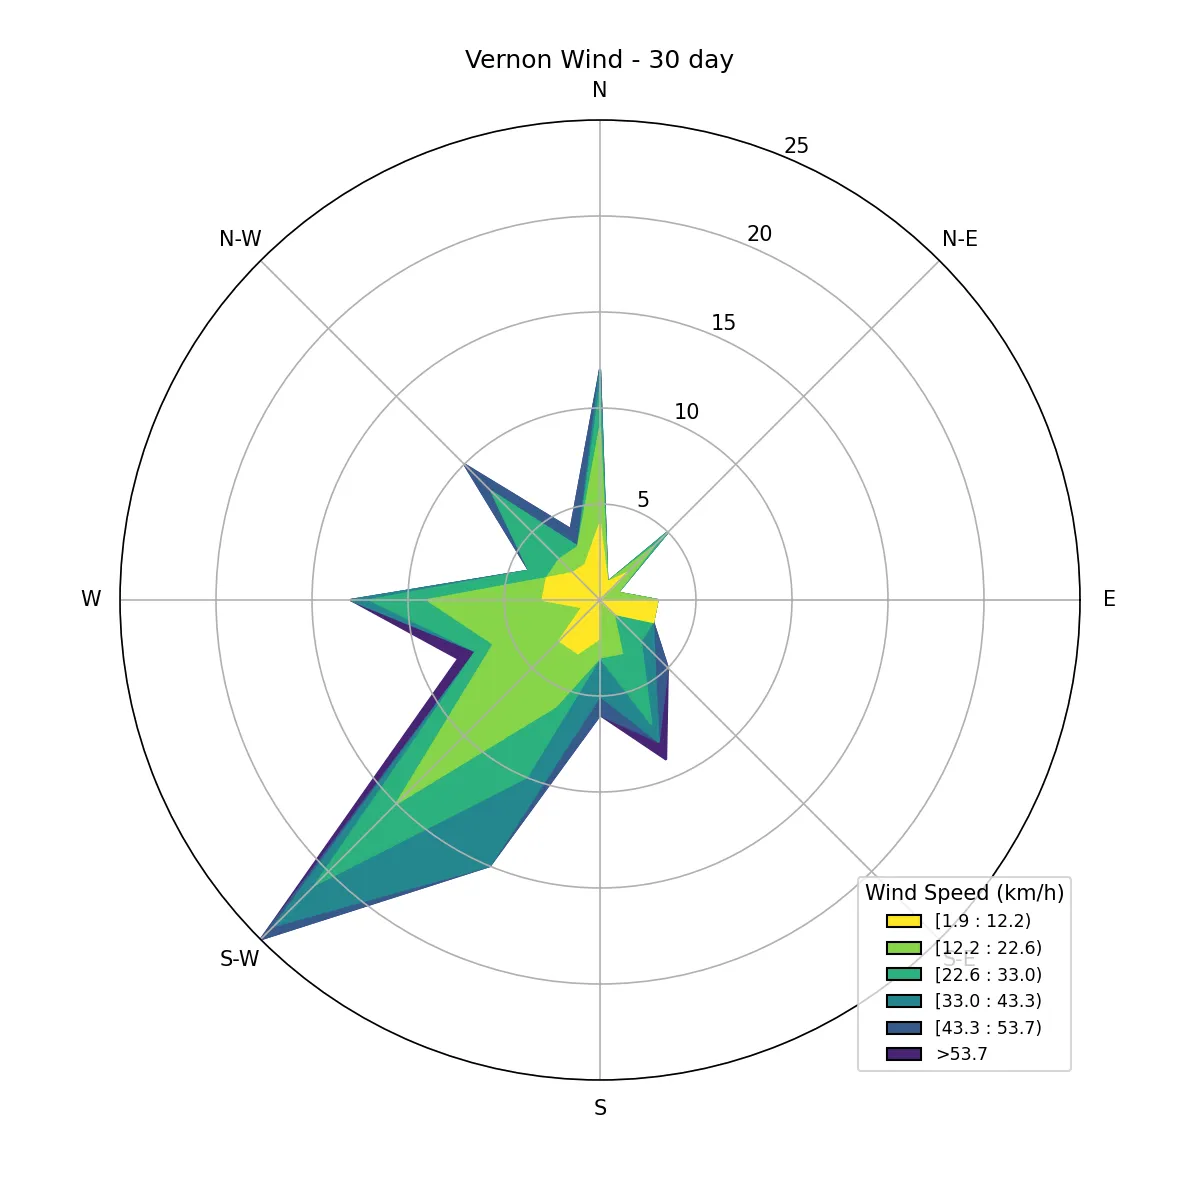 Vernon Wind - 30 day
N
25
N-W
N-E
20
15
10
5
W
E
Wind Speed (km/h)
[1.9 : 12.2)
[12.2 : 22.6)
S-W
S-E
[22.6 : 33.0)
[33.0 : 43.3)
[43.3 : 53.7)
>53.7
S